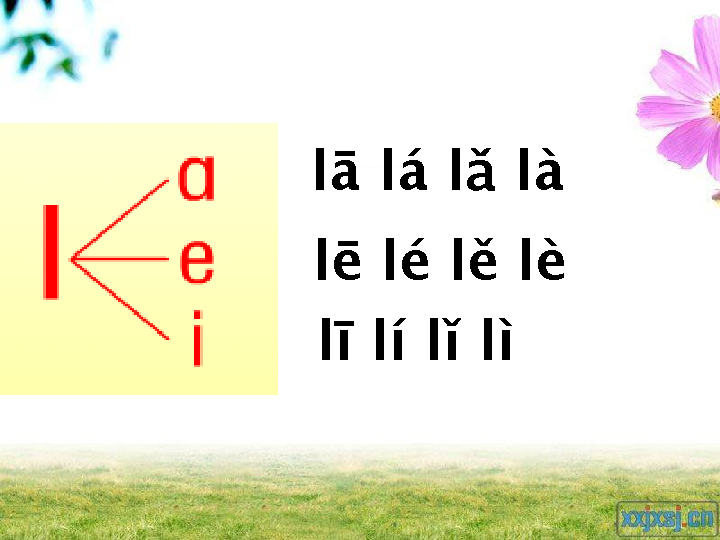 l
ɑ
e
i
lā lá lǎ là
lē lé lě lè
lī lí lǐ lì
xxjxsj.cn